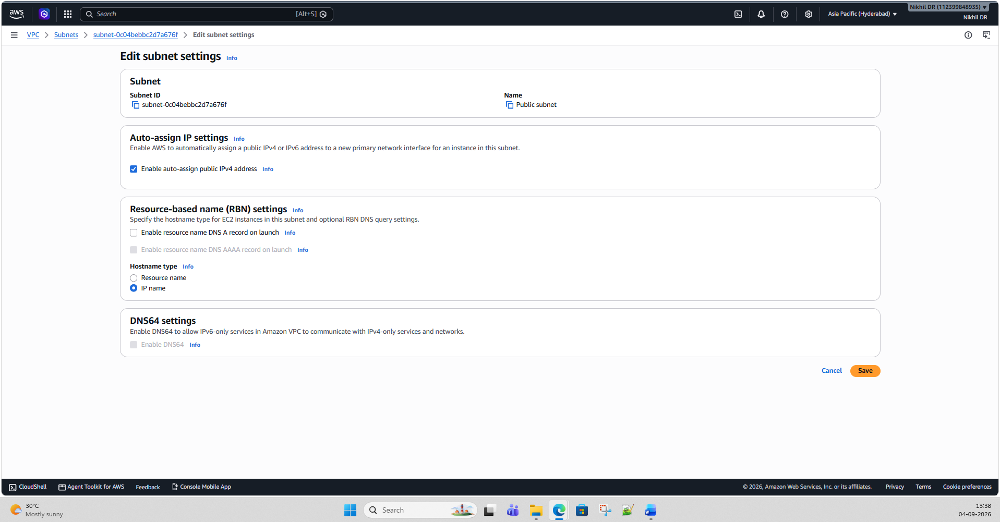 aws
Search [Alt+S]
Asia Pacific (Hyderabad) ▼
Nikhil DR (112399848935) ▼
Nikhil DR
VPC > Subnets > subnet-0c04bebbc2d7a676f > Edit subnet settings
Edit subnet settings Info
Subnet
Subnet ID
subnet-0c04bebbc2d7a676f
Name
Public subnet
Auto-assign IP settings Info
Enable AWS to automatically assign a public IPv4 or IPv6 address to a new primary network interface for an instance in this subnet.
Enable auto-assign public IPv4 address Info
Resource-based name (RBN) settings Info
Specify the hostname type for EC2 instances in this subnet and optional RBN DNS query settings.
Enable resource name DNS A record on launch Info
Enable resource name DNS AAAA record on launch Info
Hostname type Info
Resource name
IP name
DNS64 settings
Enable DNS64 to allow IPv6-only services in Amazon VPC to communicate with IPv4-only services and networks.
Enable DNS64 Info
Cancel Save
CloudShell Agent Toolkit for AWS Feedback Console Mobile App © 2026, Amazon Web Services, Inc. or its affiliates. Privacy Terms Cookie preferences
30°C
Mostly sunny
Search
13:38
04-09-2026